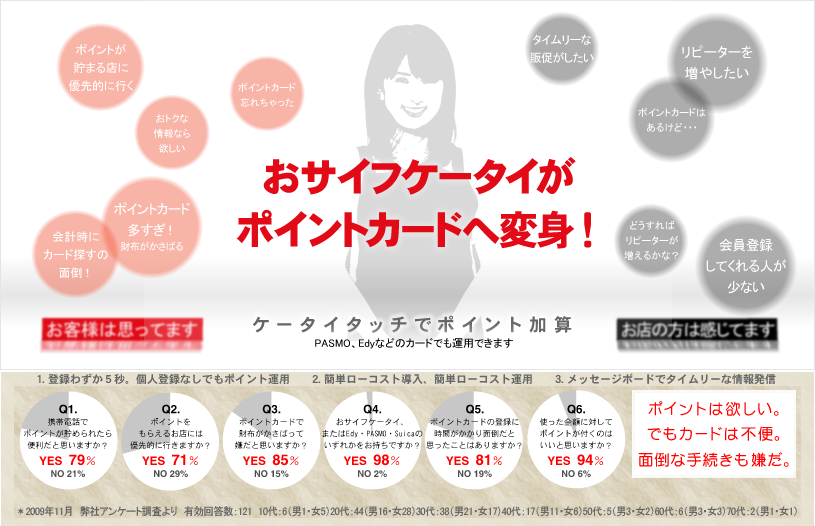 ポイントが
貯まる店に
優先的に行く
おトクな
情報なら
欲しい
ポイントカード
忘れちゃった
ポイントカード
多すぎ！
財布がかさばる
会計時に
カード探すの
面倒！
お客様は思ってます
タイムリーな
販促がしたい
リピーターを
増やしたい
ポイントカードは
あるけど・・・
どうすれば
リピーターが
増えるかな？
会員登録
してくれる人が
少ない
お店の方は感じてます
おサイフケータイが
ポイントカードへ変身！
ケータイタッチでポイント加算
PASMO、Edyなどのカードでも運用できます
1. 登録わずか5秒。個人登録なしでもポイント運用
2. 簡単ローコスト導入、簡単ローコスト運用
3. メッセージボードでタイムリーな情報発信
Q1.
携帯電話で
ポイントが貯められたら
便利だと思いますか？
YES 79%
NO 21%
Q2.
ポイントを
もらえるお店には
優先的に行きますか？
YES 71%
NO 29%
Q3.
ポイントカードで
財布がかさばって
嫌だと思いますか？
YES 85%
NO 15%
Q4.
おサイフケータイ、
またはEdy・PASMO・Suicaの
いずれかをお持ちですか？
YES 98%
NO 2%
Q5.
ポイントカードの登録に
時間がかかり面倒だと
思ったことはありますか？
YES 81%
NO 19%
Q6.
使った金額に対して
ポイントが付くのは
いいと思いますか？
YES 94%
NO 6%
ポイントは欲しい。
でもカードは不便。
面倒な手続きも嫌だ。
＊2009年11月 弊社アンケート調査より 有効回答数：121 10代：6(男1・女5)20代：44(男16・女28)30代：38(男21・女17)40代：17(男11・女6)50代：5(男3・女2)60代：6(男3・女3)70代：2(男1・女1)